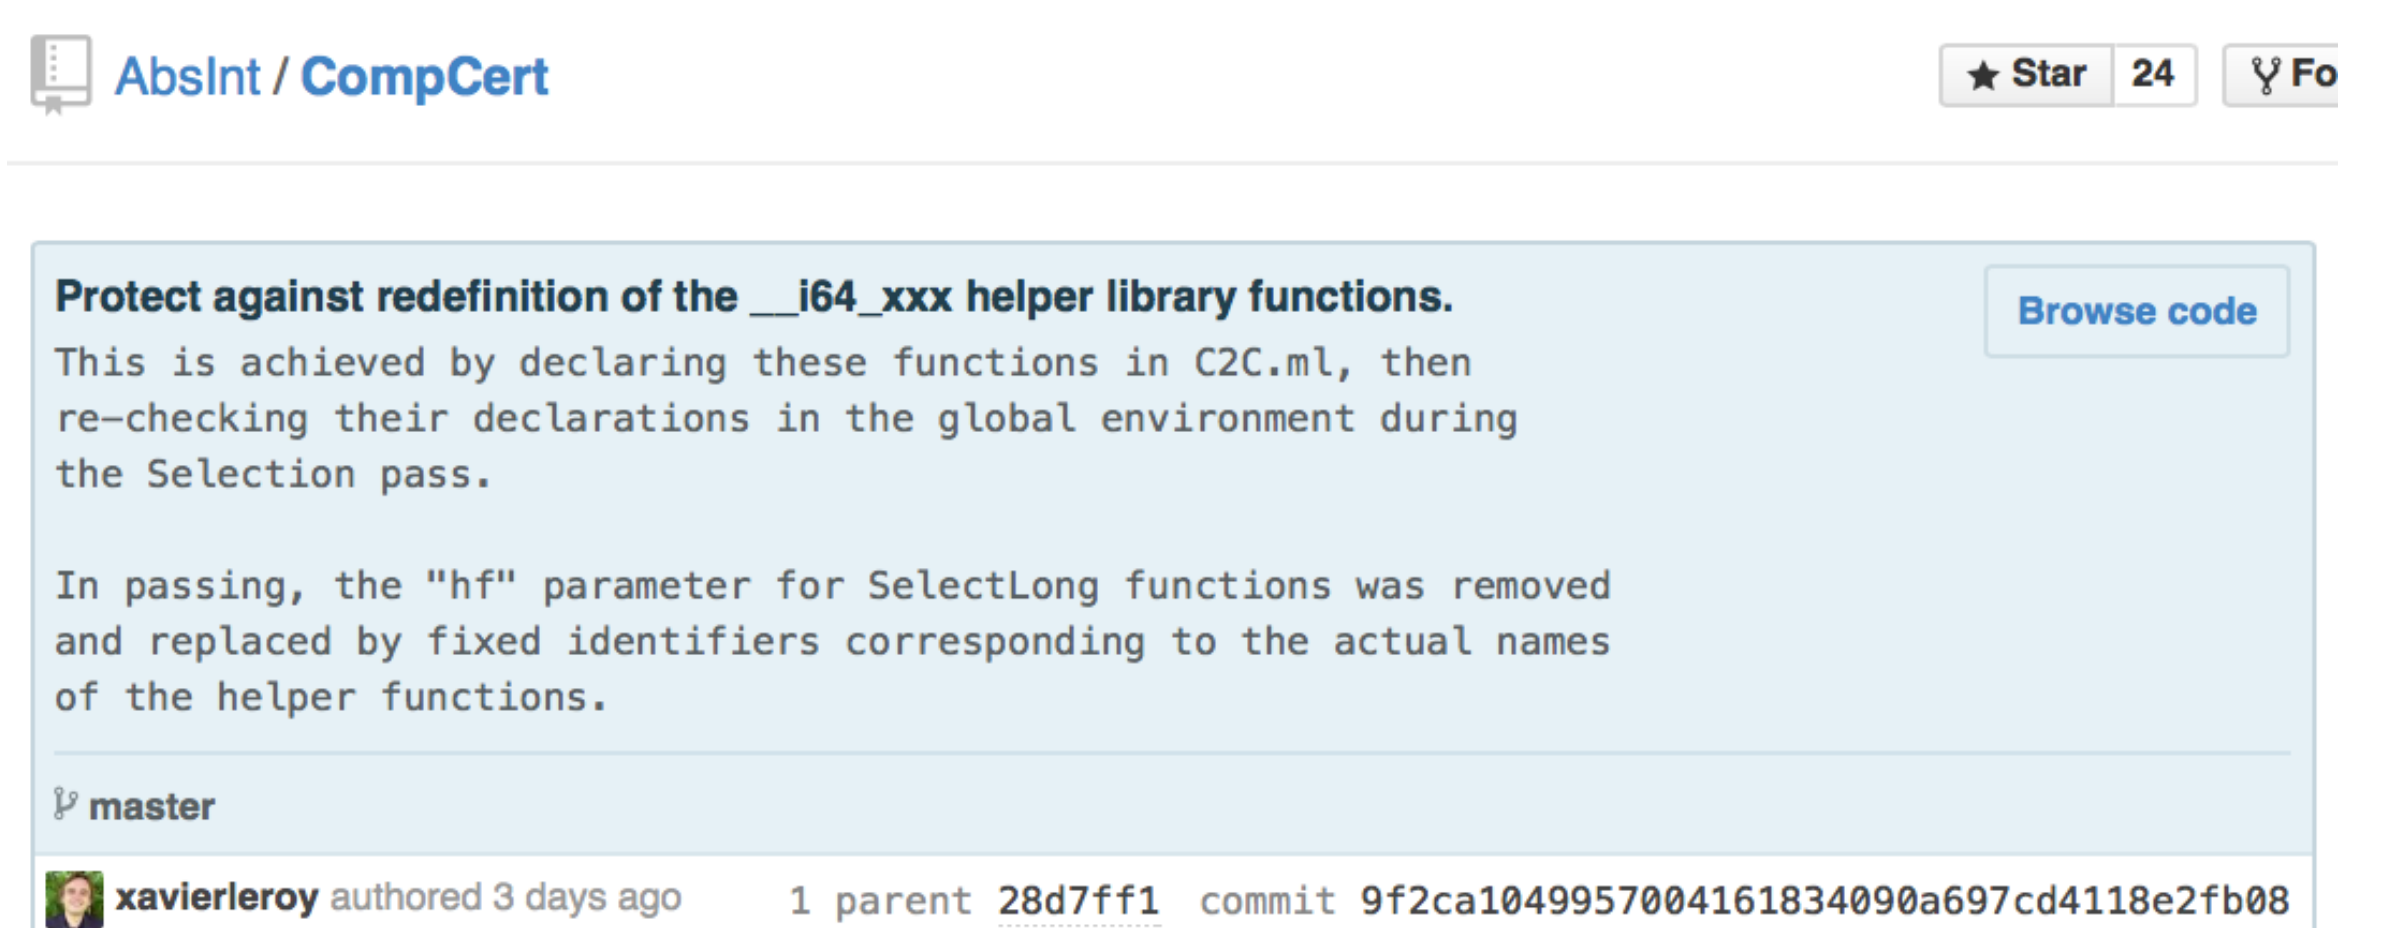 AbsInt / CompCert
Star 24 Fo
Protect against redefinition of the __i64_xxx helper library functions.
Browse code
This is achieved by declaring these functions in C2C.ml, then
re-checking their declarations in the global environment during
the Selection pass.
In passing, the "hf" parameter for SelectLong functions was removed
and replaced by fixed identifiers corresponding to the actual names
of the helper functions.
master
xavierleroy authored 3 days ago 1 parent 28d7ff1 commit 9f2ca1049957004161834090a697cd4118e2fb08